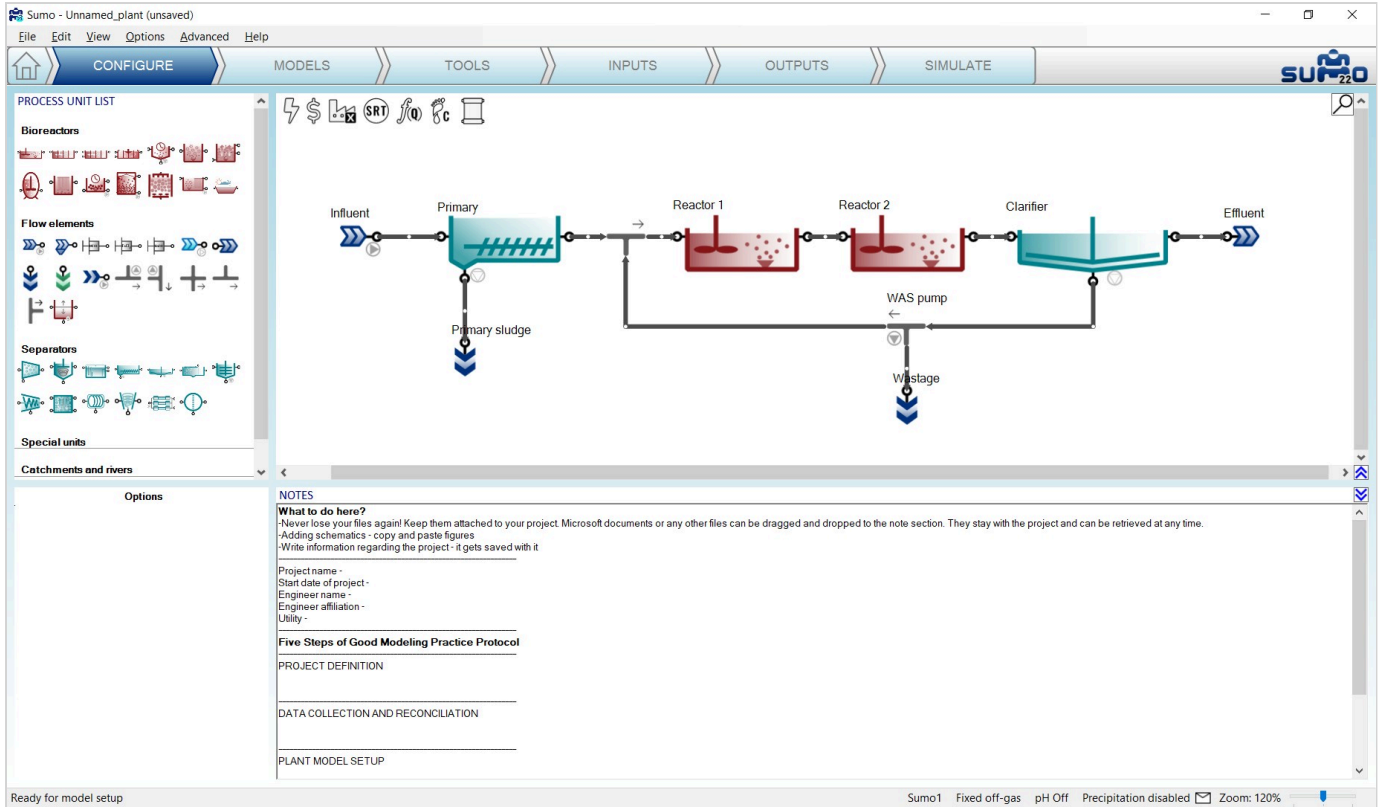 Sumo - Unnamed_plant (unsaved)
File Edit View Options Advanced Help
CONFIGURE MODELS TOOLS INPUTS OUTPUTS SIMULATE
SUMO 22
PROCESS UNIT LIST
Bioreactors
Flow elements
Separators
Special units
Catchments and rivers
$ SRT f(Q) C
Influent
Primary
Reactor 1
Reactor 2
Clarifier
Effluent
WAS pump
Primary sludge
Wastage
Options
NOTES
What to do here?
-Never lose your files again! Keep them attached to your project. Microsoft documents or any other files can be dragged and dropped to the note section. They stay with the project and can be retrieved at any time.
-Adding schematics - copy and paste figures
-Write information regarding the project - it gets saved with it
Project name -
Start date of project -
Engineer name -
Engineer affiliation -
Utility -
Five Steps of Good Modeling Practice Protocol
PROJECT DEFINITION
DATA COLLECTION AND RECONCILIATION
PLANT MODEL SETUP
Ready for model setup
Sumo1 Fixed off-gas pH Off Precipitation disabled Zoom: 120%